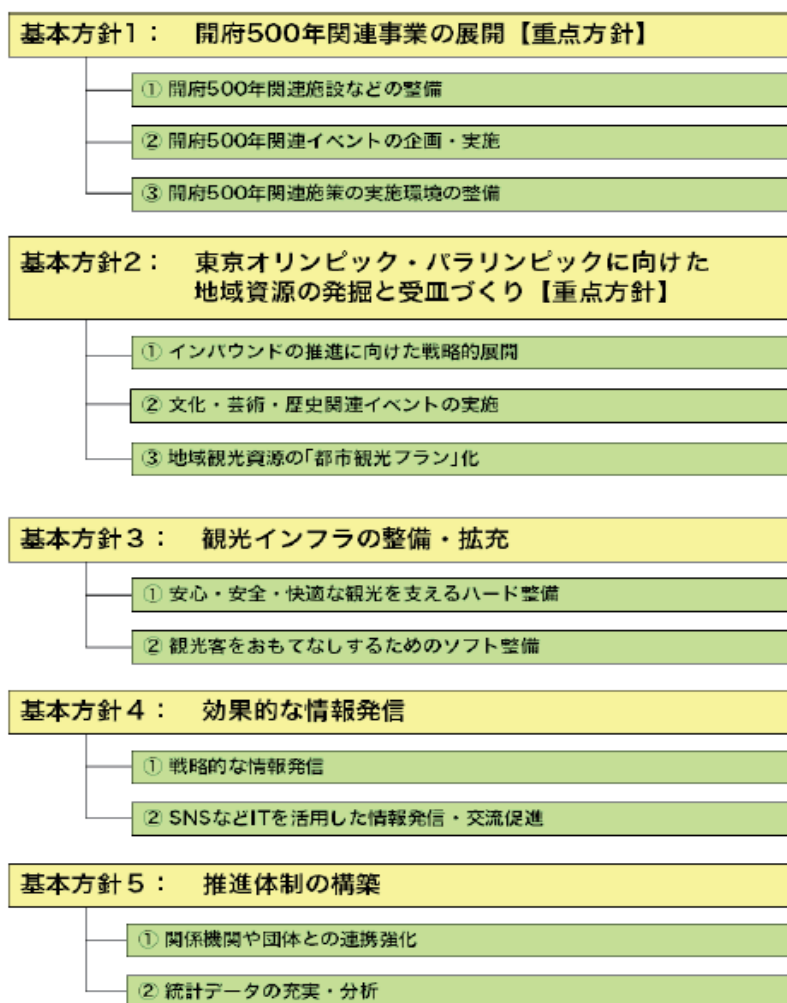 基本方針1： 開府500年関連事業の展開【重点方針】
① 開府500年関連施設などの整備
② 開府500年関連イベントの企画・実施
③ 開府500年関連施策の実施環境の整備
基本方針2： 東京オリンピック・パラリンピックに向けた
地域資源の発掘と受皿づくり【重点方針】
① インバウンドの推進に向けた戦略的展開
② 文化・芸術・歴史関連イベントの実施
③ 地域観光資源の｢都市観光プラン｣化
基本方針３： 観光インフラの整備・拡充
① 安心・安全・快適な観光を支えるハード整備
② 観光客をおもてなしするためのソフト整備
基本方針４： 効果的な情報発信
① 戦略的な情報発信
② SNSなどITを活用した情報発信・交流促進
基本方針５： 推進体制の構築
① 関係機関や団体との連携強化
② 統計データの充実・分析